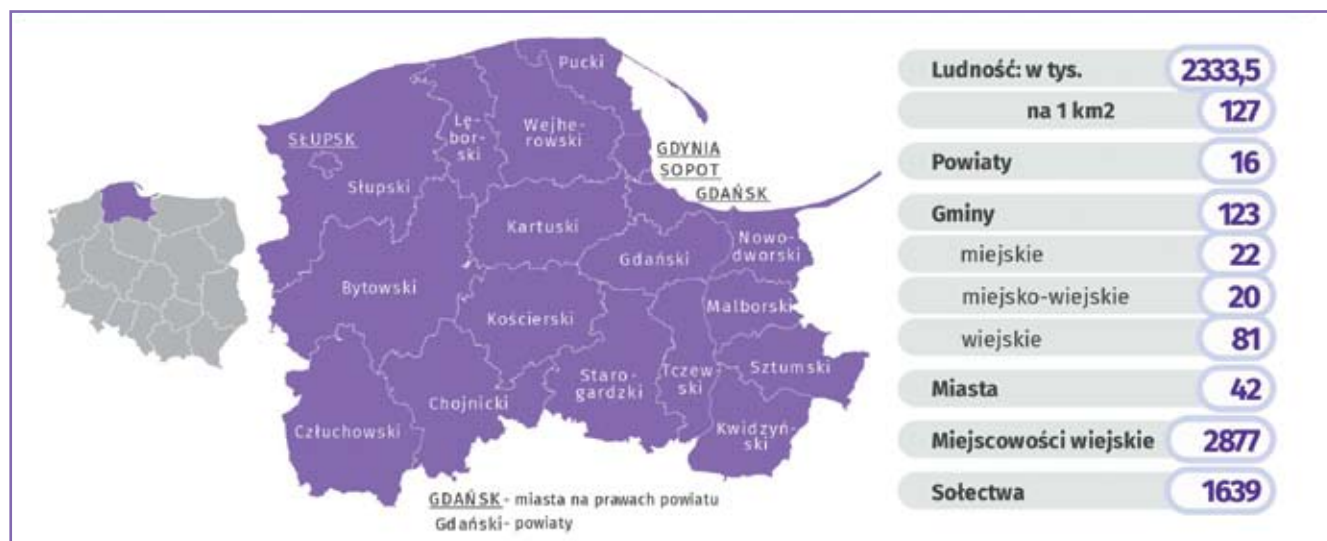 Pucki
Lę-
bor-
ski
Wejhe-
rowski
SŁUPSK
GDYNIA
SOPOT
GDAŃSK
Słupski
Kartuski
Gdański
Nowo-
dworski
Bytowski
Kościerski
Malborski
Staro-
gardzki
Tczew-
ski
Sztumski
Chojnicki
Człuchowski
Kwidzyń-
ski
GDAŃSK - miasta na prawach powiatu
Gdański - powiaty
Ludność: w tys. 2333,5
na 1 km2 127
Powiaty 16
Gminy 123
miejskie 22
miejsko-wiejskie 20
wiejskie 81
Miasta 42
Miejscowości wiejskie 2877
Sołectwa 1639